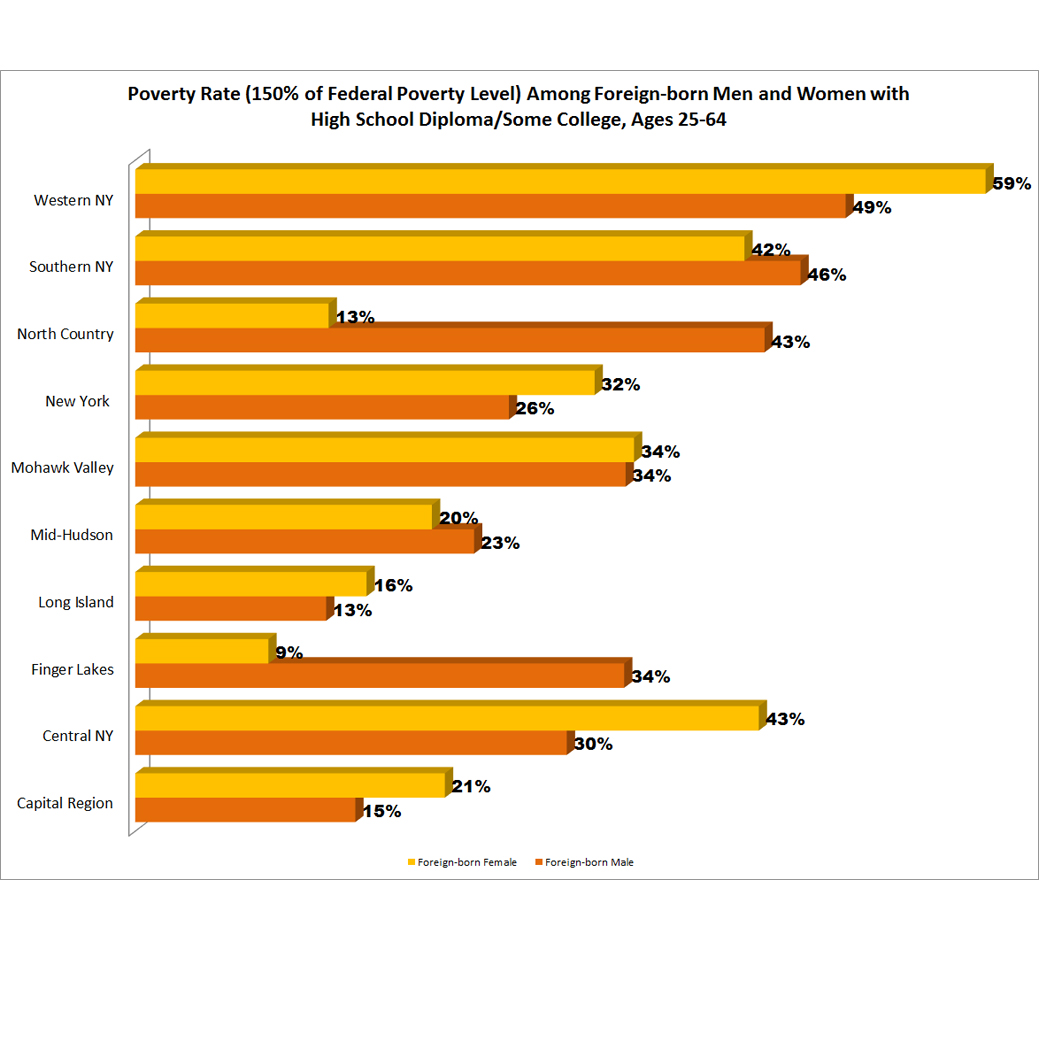 Poverty Rate (150% of Federal Poverty Level) Among Foreign-born Men and Women with
High School Diploma/Some College, Ages 25-64
Western NY
59%
49%
Southern NY
42%
46%
North Country
13%
43%
New York
32%
26%
Mohawk Valley
34%
34%
Mid-Hudson
20%
23%
Long Island
16%
13%
Finger Lakes
9%
34%
Central NY
43%
30%
Capital Region
21%
15%
Foreign-born Female
Foreign-born Male